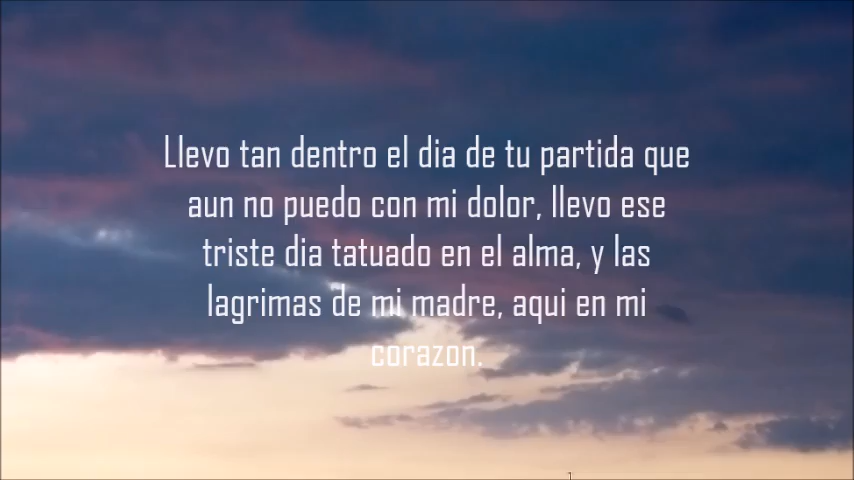 Llevo tan dentro el dia de tu partida que
aun no puedo con mi dolor, llevo ese
triste dia tatuado en el alma, y las
lagrimas de mi madre, aqui en mi
corazon.